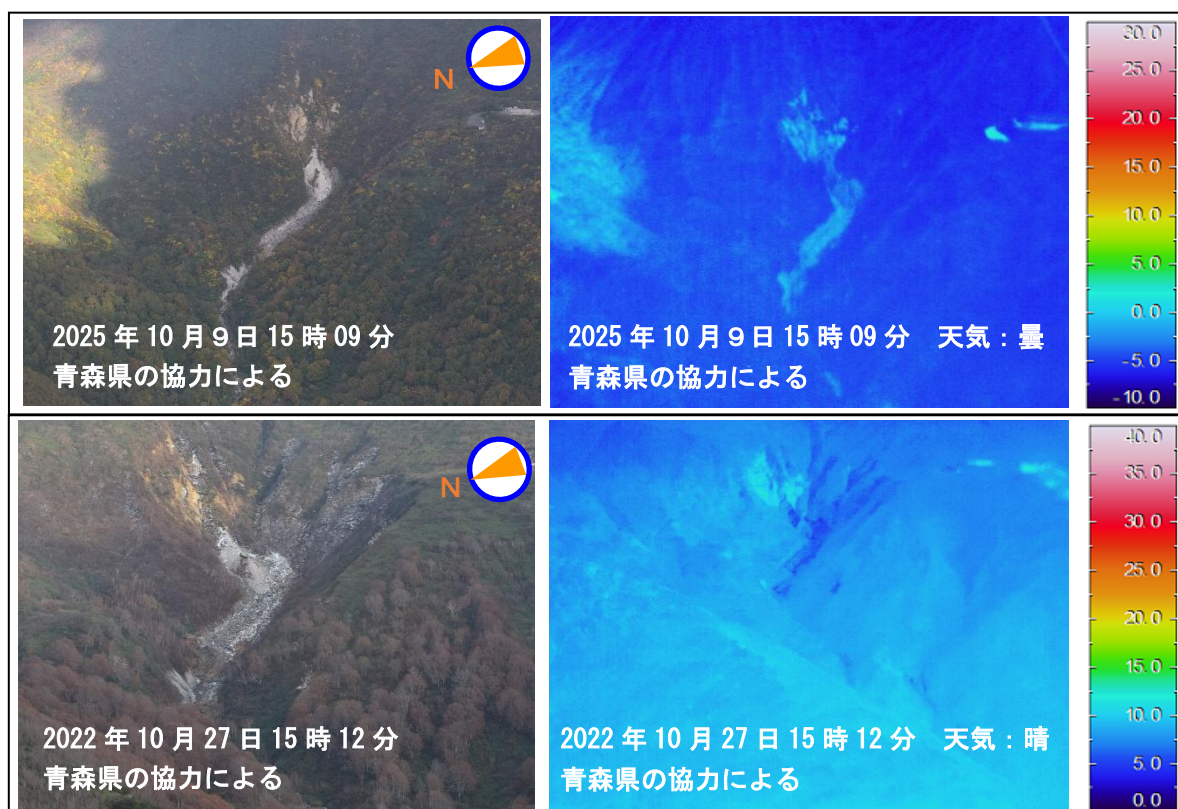 N
2025 年 10 月９日 15 時 09 分
青森県の協力による
2025 年 10 月９日 15 時 09 分　天気：曇
青森県の協力による
30.0
25.0
20.0
15.0
10.0
5.0
0.0
-5.0
-10.0
N
2022 年 10 月 27 日 15 時 12 分
青森県の協力による
2022 年 10 月 27 日 15 時 12 分　天気：晴
青森県の協力による
40.0
35.0
30.0
25.0
20.0
15.0
10.0
5.0
0.0